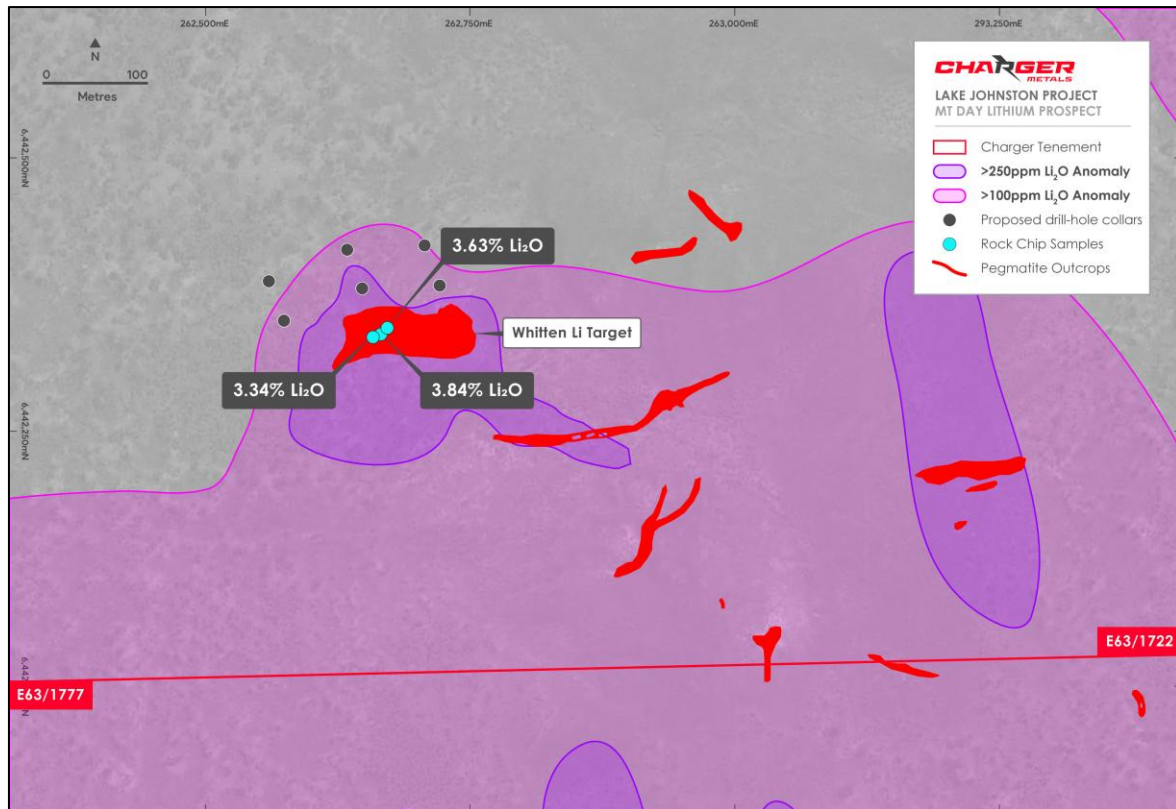 262,500mE
262,750mE
263,000mE
293,250mE
N
0 100
Metres
6,442,500mN
6,442,250mN
CHARGER
METALS
LAKE JOHNSTON PROJECT
MT DAY LITHIUM PROSPECT
Charger Tenement
>250ppm Li₂O Anomaly
>100ppm Li₂O Anomaly
Proposed drill-hole collars
Rock Chip Samples
Pegmatite Outcrops
3.63% Li₂O
Whitten Li Target
3.34% Li₂O
3.84% Li₂O
E63/1722
E63/1777